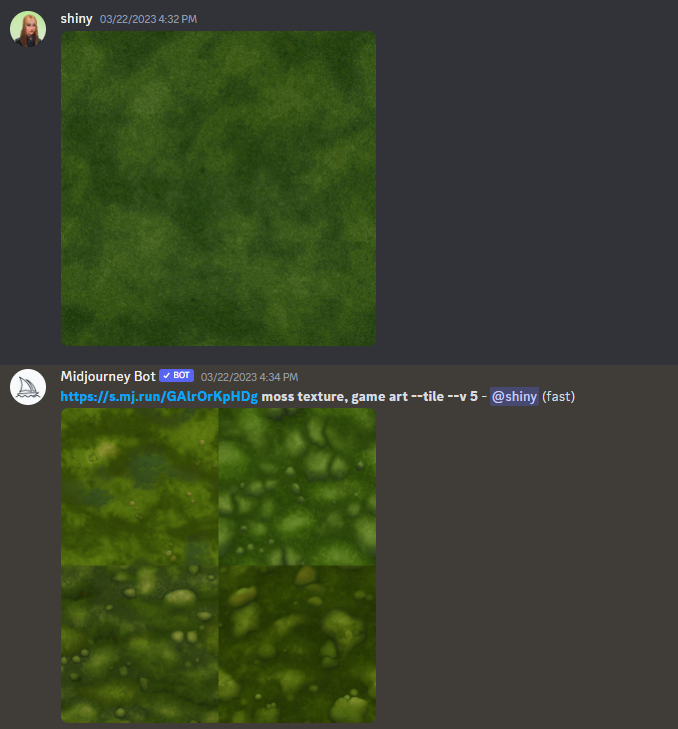 shiny 03/22/2023 4:32 PM
Midjourney Bot ✓ BOT 03/22/2023 4:34 PM
https://s.mj.run/GAlrOrKpHDg moss texture, game art --tile --v 5 - @shiny (fast)